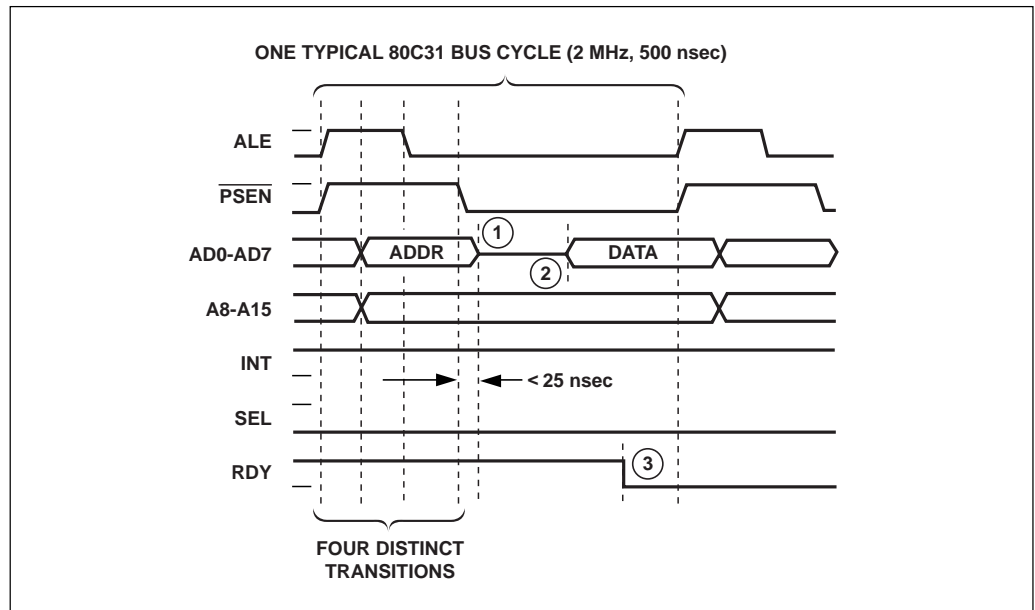 ONE TYPICAL 80C31 BUS CYCLE (2 MHz, 500 nsec)
ALE
PSEN
AD0-AD7
ADDR
1
2
DATA
A8-A15
INT
< 25 nsec
SEL
RDY
3
FOUR DISTINCT
TRANSITIONS